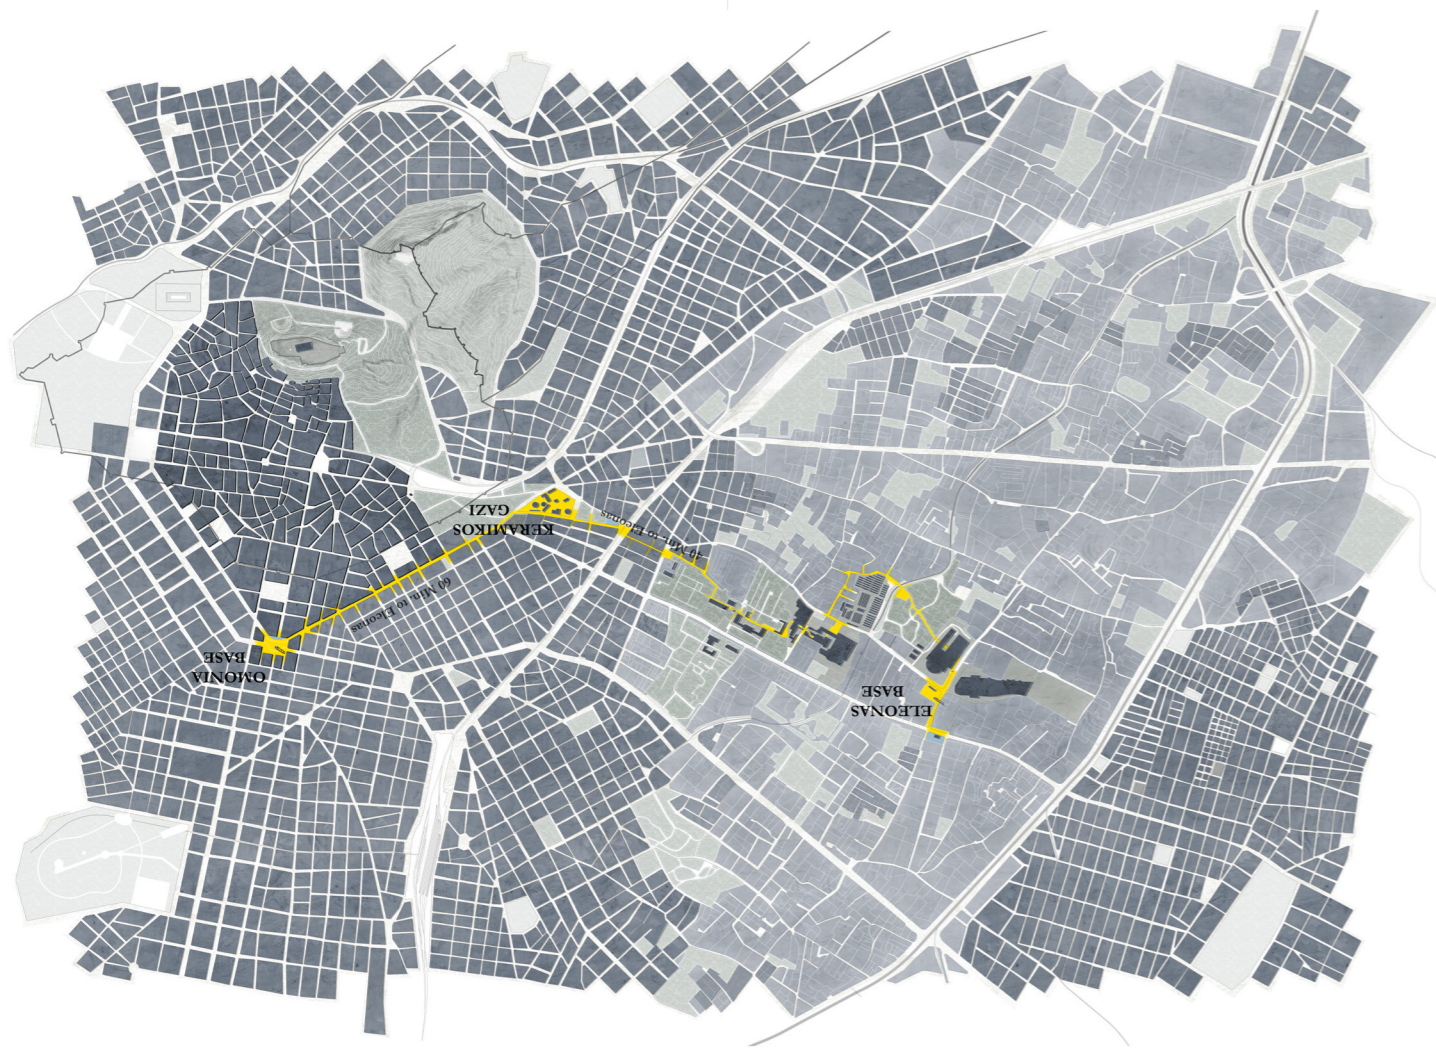 ELEONAS
BASE
OMONIA
BASE
60 Min. to Eleonas
40 Min. to Eleonas
KERAMIKOS
GAZI